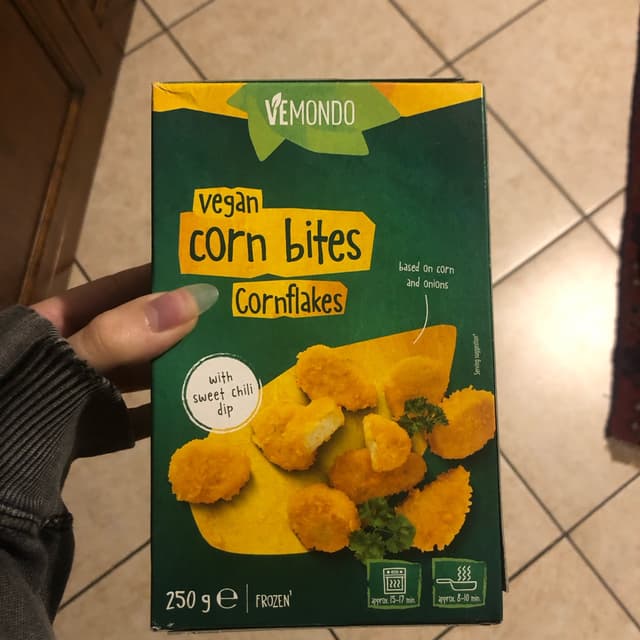 VEMONDO
vegan
corn bites
Cornflakes
based on corn
and onions
Serving suggestion*
with
sweet chili
dip
250 g e
FROZEN'
approx. 15-17 min.
approx. 8-10 min.